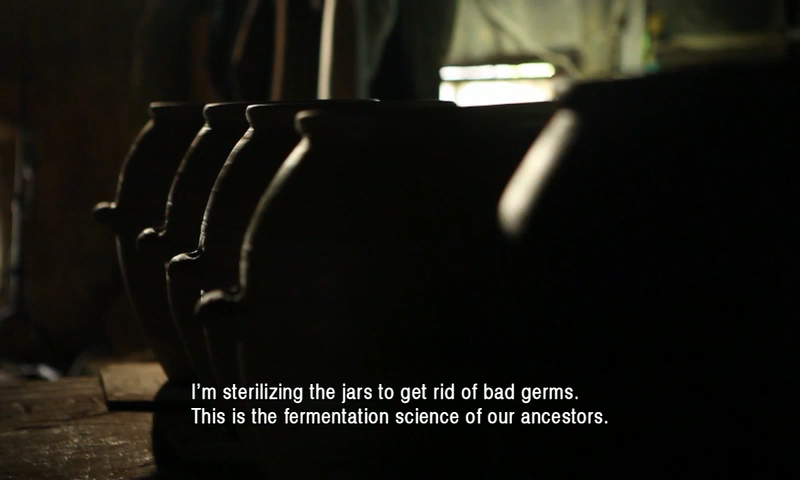 I'm sterilizing the jars to get rid of bad germs.
This is the fermentation science of our ancestors.